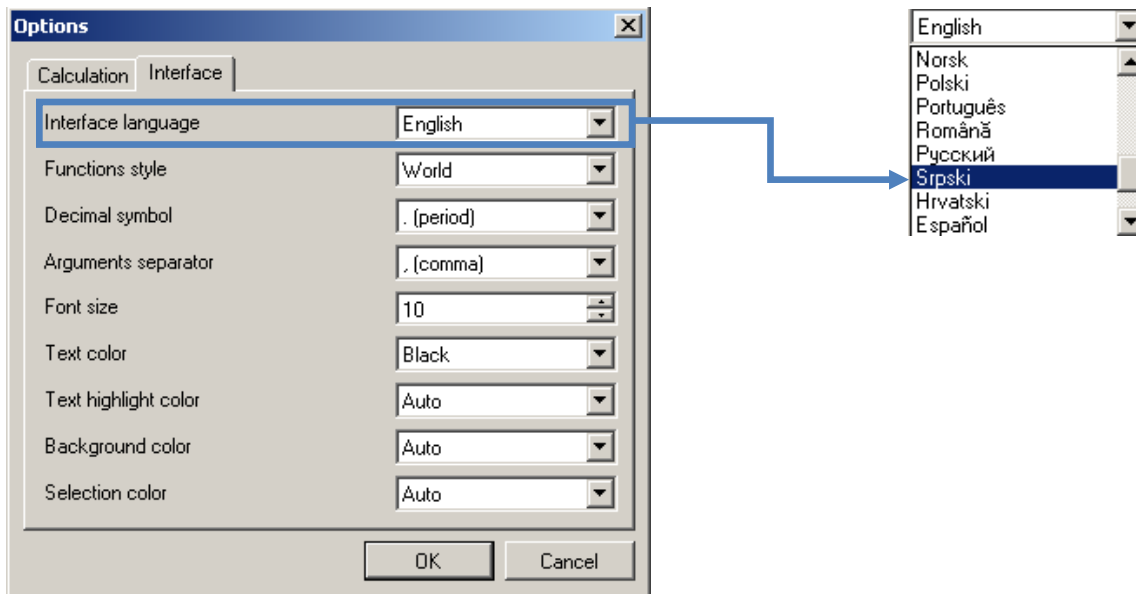 Options
Calculation Interface
Interface language English
Functions style World
Decimal symbol . (period)
Arguments separator , (comma)
Font size 10
Text color Black
Text highlight color Auto
Background color Auto
Selection color Auto
OK Cancel
English
Norsk
Polski
Português
Română
Русский
Srpski
Hrvatski
Español